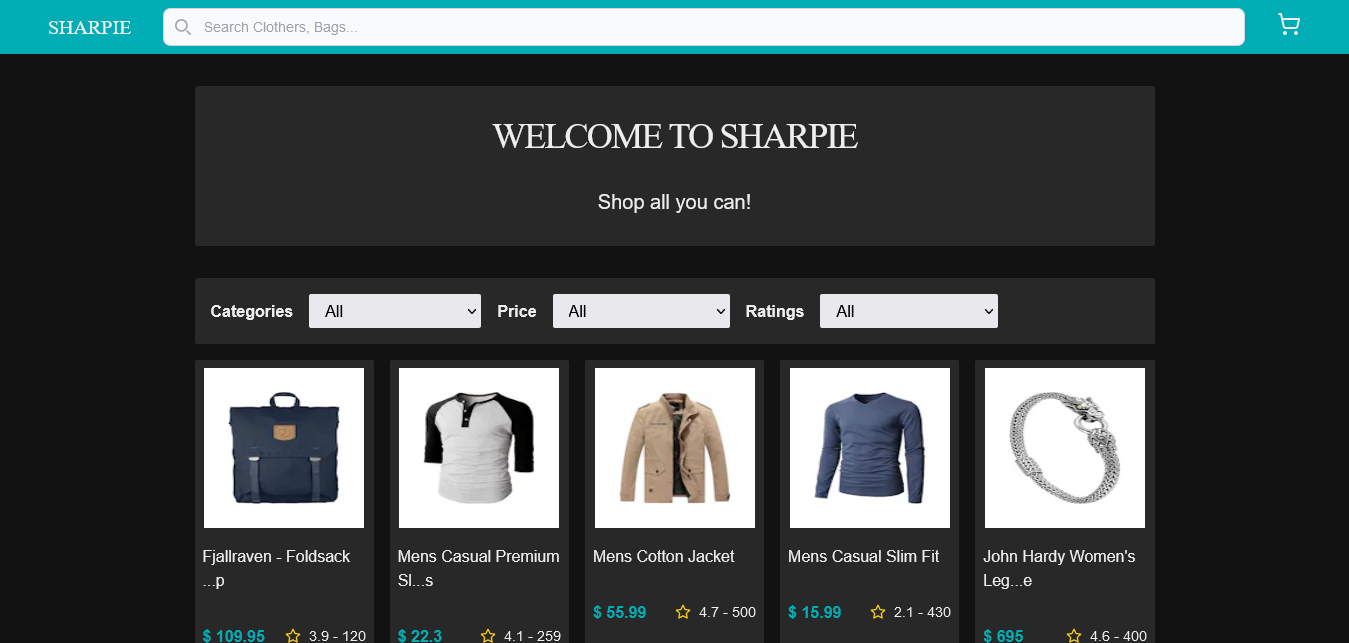 SHARPIE
Search Clothers, Bags...
WELCOME TO SHARPIE
Shop all you can!
Categories All Price All Ratings All
Fjallraven - Foldsack
...p
$ 109.95 3.9 - 120
Mens Casual Premium
Sl...s
$ 22.3 4.1 - 259
Mens Cotton Jacket
$ 55.99 4.7 - 500
Mens Casual Slim Fit
$ 15.99 2.1 - 430
John Hardy Women's
Leg...e
$ 695 4.6 - 400